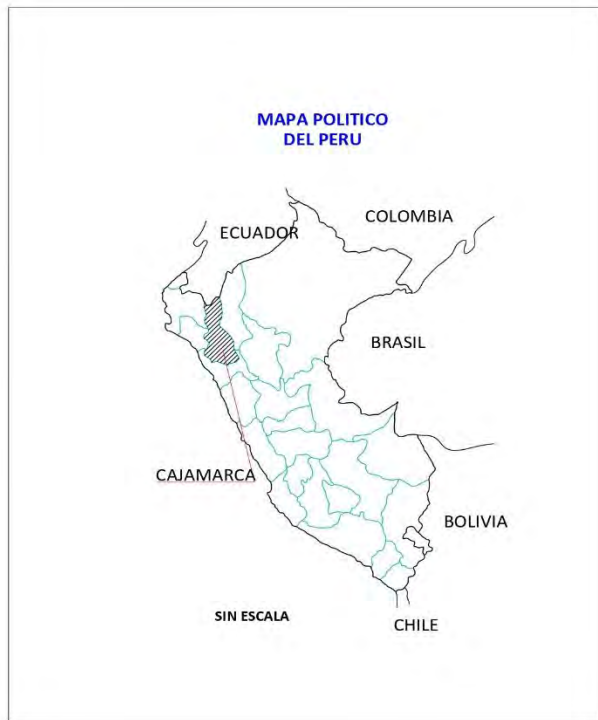 MAPA POLITICO
DEL PERU
COLOMBIA
ECUADOR
BRASIL
CAJAMARCA
BOLIVIA
SIN ESCALA
CHILE